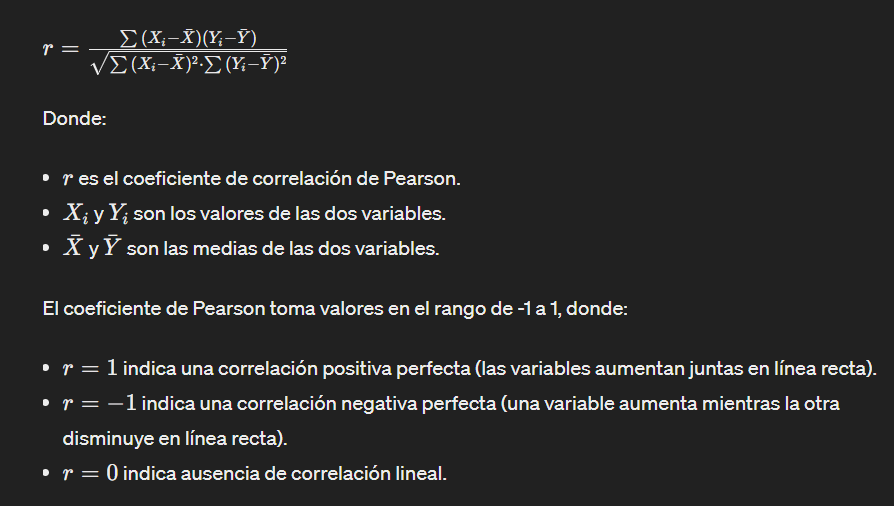 r = \frac{\sum (X_i - \bar{X})(Y_i - \bar{Y})}{\sqrt{\sum (X_i - \bar{X})^2 \cdot \sum (Y_i - \bar{Y})^2}}
Donde:
• r es el coeficiente de correlación de Pearson.
• X_i y Y_i son los valores de las dos variables.
• \bar{X} y \bar{Y} son las medias de las dos variables.
El coeficiente de Pearson toma valores en el rango de -1 a 1, donde:
• r = 1 indica una correlación positiva perfecta (las variables aumentan juntas en línea recta).
• r = −1 indica una correlación negativa perfecta (una variable aumenta mientras la otra
disminuye en línea recta).
• r = 0 indica ausencia de correlación lineal.